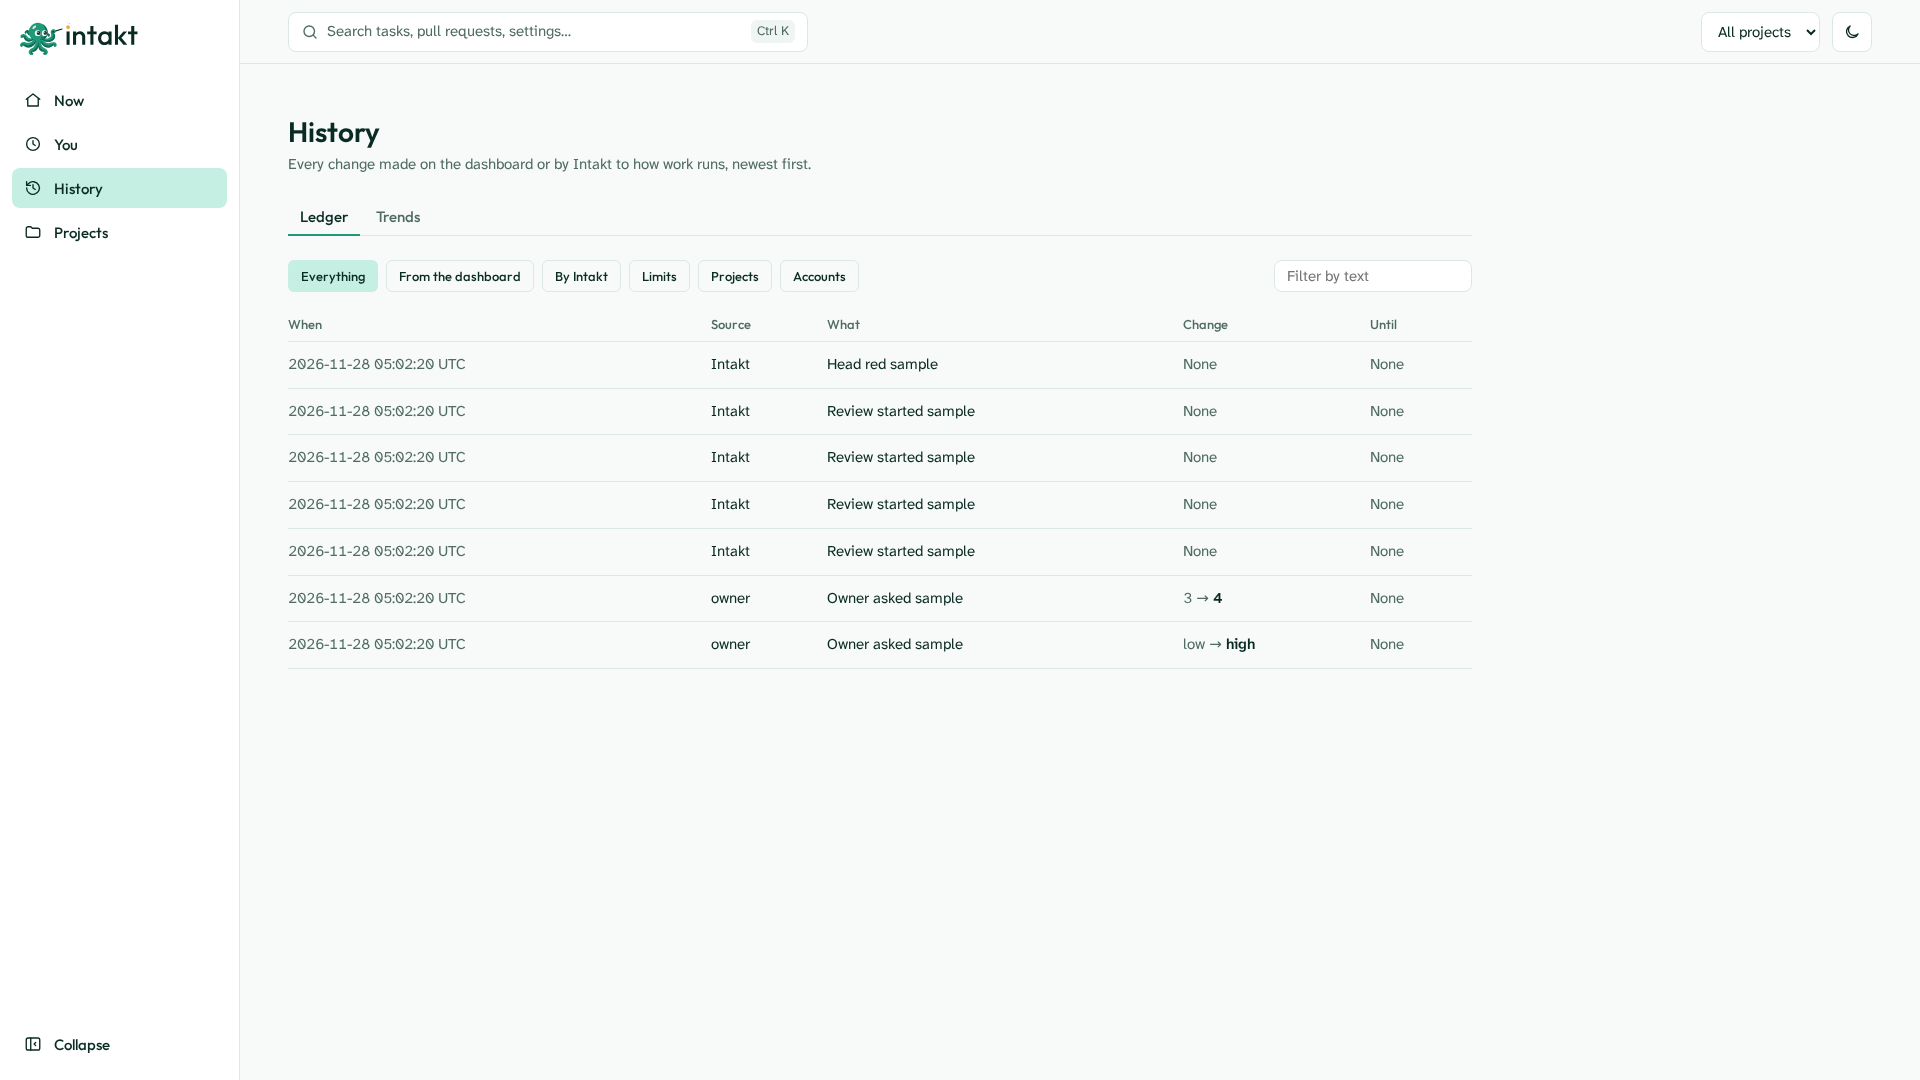 intakt
Search tasks, pull requests, settings...
Ctrl K
All projects
Now
You
History
Projects
History
Every change made on the dashboard or by Intakt to how work runs, newest first.
Ledger Trends
Everything From the dashboard By Intakt Limits Projects Accounts Filter by text
When Source What Change Until
2026-11-28 05:02:20 UTC Intakt Head red sample None None
2026-11-28 05:02:20 UTC Intakt Review started sample None None
2026-11-28 05:02:20 UTC Intakt Review started sample None None
2026-11-28 05:02:20 UTC Intakt Review started sample None None
2026-11-28 05:02:20 UTC Intakt Review started sample None None
2026-11-28 05:02:20 UTC owner Owner asked sample 3 → 4 None
2026-11-28 05:02:20 UTC owner Owner asked sample low → high None
Collapse